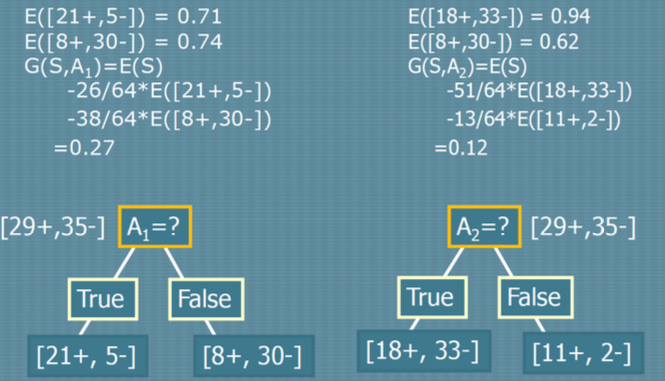 E([21+,5-]) = 0.71
E([8+,30-]) = 0.74
G(S,A₁)=E(S)
-26/64*E([21+,5-])
-38/64*E([8+,30-])
=0.27
E([18+,33-]) = 0.94
E([8+,30-]) = 0.62
G(S,A₂)=E(S)
-51/64*E([18+,33-])
-13/64*E([11+,2-])
=0.12
[29+,35-] A₁=?
True False
[21+, 5-] [8+, 30-]
A₂=? [29+,35-]
True False
[18+, 33-] [11+, 2-]